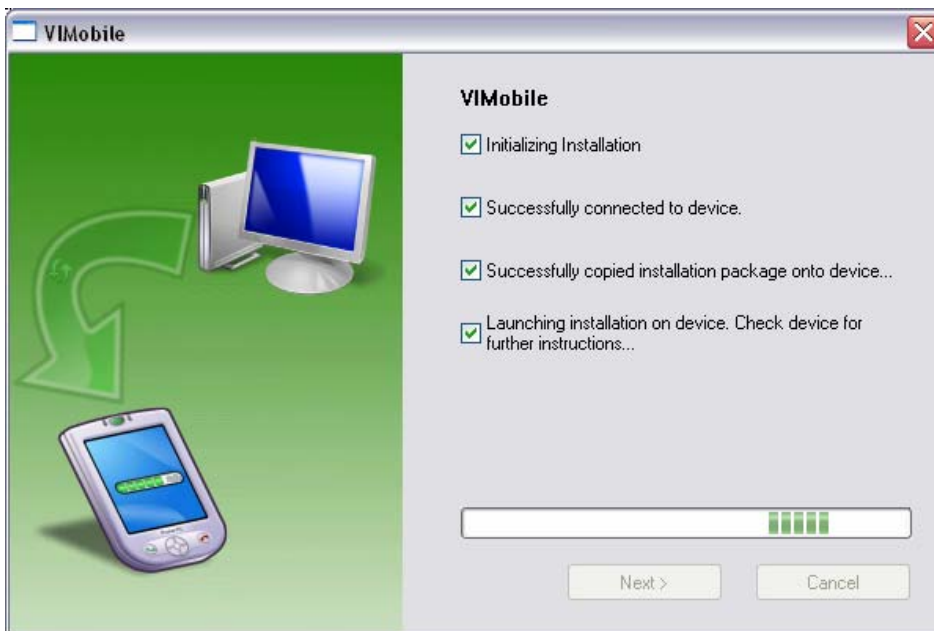 VIMobile
VIMobile
Initializing Installation
Successfully connected to device.
Successfully copied installation package onto device...
Launching installation on device. Check device for
further instructions...
Next >
Cancel